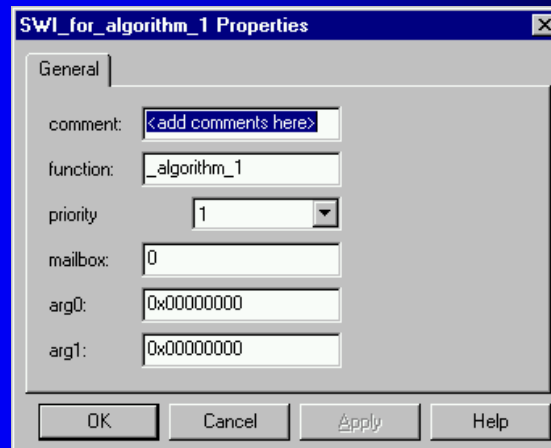 SWI_for_algorithm_1 Properties
General
comment: <add comments here>
function: _algorithm_1
priority 1
mailbox: 0
arg0: 0x00000000
arg1: 0x00000000
OK Cancel Apply Help